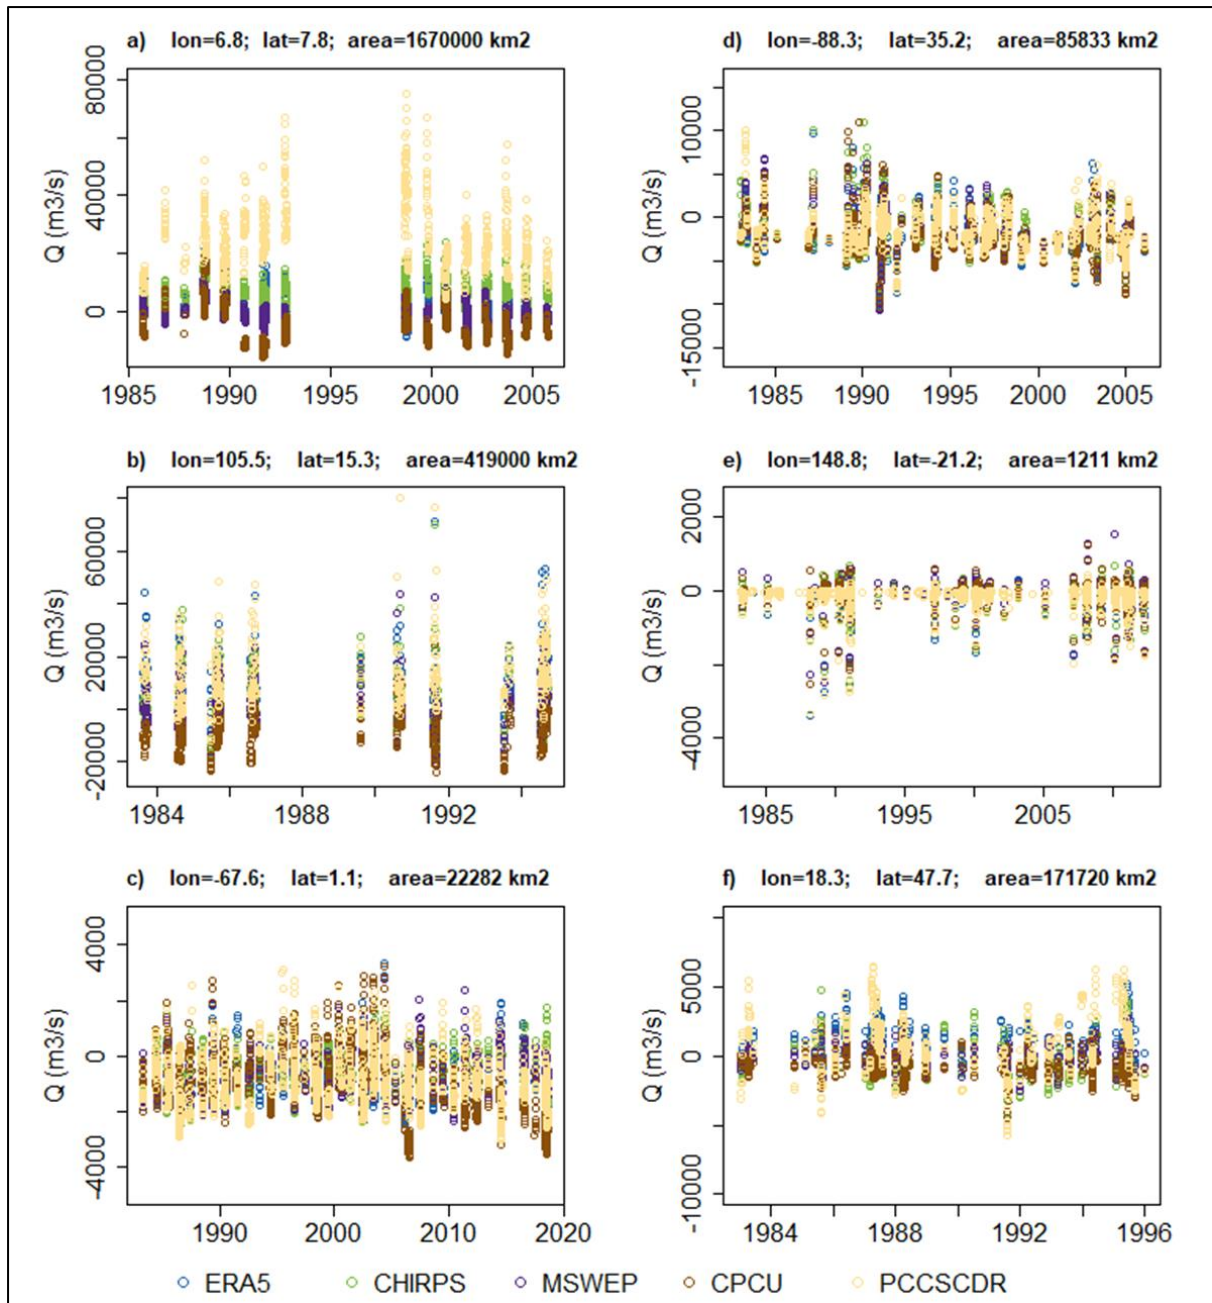 a) lon=6.8; lat=7.8; area=1670000 km2
Q (m3/s)
80000
40000
0
1985 1990 1995 2000 2005
d) lon=-88.3; lat=35.2; area=85833 km2
Q (m3/s)
10000
0
-15000
1985 1990 1995 2000 2005
b) lon=105.5; lat=15.3; area=419000 km2
Q (m3/s)
60000
20000
-20000
1984 1988 1992
e) lon=148.8; lat=-21.2; area=1211 km2
Q (m3/s)
2000
0
-4000
1985 1995 2005
c) lon=-67.6; lat=1.1; area=22282 km2
Q (m3/s)
4000
0
-4000
1990 2000 2010 2020
f) lon=18.3; lat=47.7; area=171720 km2
Q (m3/s)
5000
0
-10000
1984 1988 1992 1996
ERA5 CHIRPS MSWEP CPCU PCCSCDR